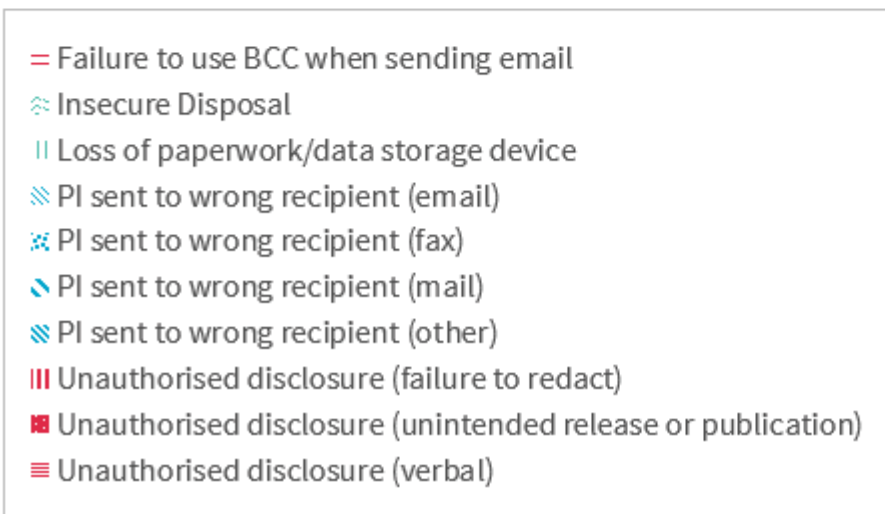 Failure to use BCC when sending email
Insecure Disposal
Loss of paperwork/data storage device
PI sent to wrong recipient (email)
PI sent to wrong recipient (fax)
PI sent to wrong recipient (mail)
PI sent to wrong recipient (other)
Unauthorised disclosure (failure to redact)
Unauthorised disclosure (unintended release or publication)
Unauthorised disclosure (verbal)